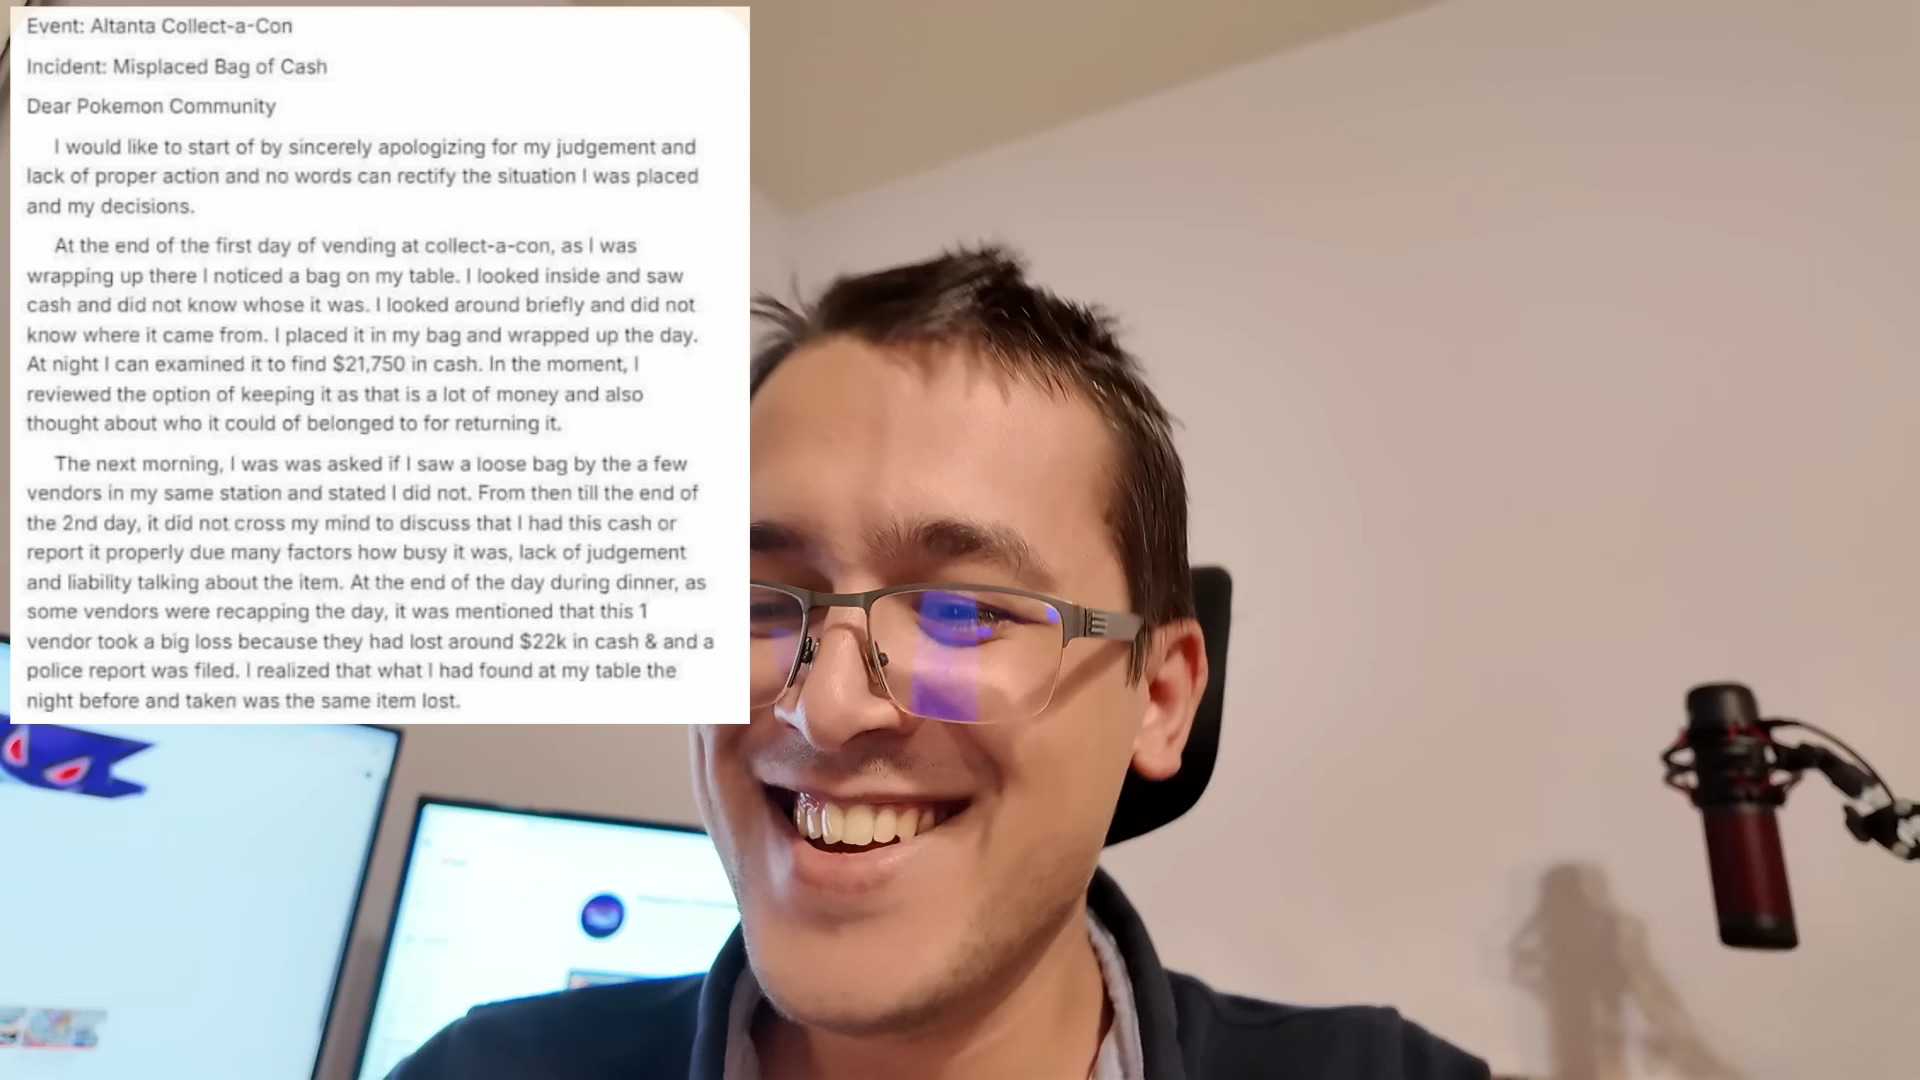 Event: Altanta Collect-a-Con
Incident: Misplaced Bag of Cash
Dear Pokemon Community
I would like to start of by sincerely apologizing for my judgement and
lack of proper action and no words can rectify the situation I was placed
and my decisions.
At the end of the first day of vending at collect-a-con, as I was
wrapping up there I noticed a bag on my table. I looked inside and saw
cash and did not know whose it was. I looked around briefly and did not
know where it came from. I placed it in my bag and wrapped up the day.
At night I can examined it to find $21,750 in cash. In the moment, I
reviewed the option of keeping it as that is a lot of money and also
thought about who it could of belonged to for returning it.
The next morning, I was was asked if I saw a loose bag by the a few
vendors in my same station and stated I did not. From then till the end of
the 2nd day, it did not cross my mind to discuss that I had this cash or
report it properly due many factors how busy it was, lack of judgement
and liability talking about the item. At the end of the day during dinner, as
some vendors were recapping the day, it was mentioned that this 1
vendor took a big loss because they had lost around $22k in cash & and a
police report was filed. I realized that what I had found at my table the
night before and taken was the same item lost.